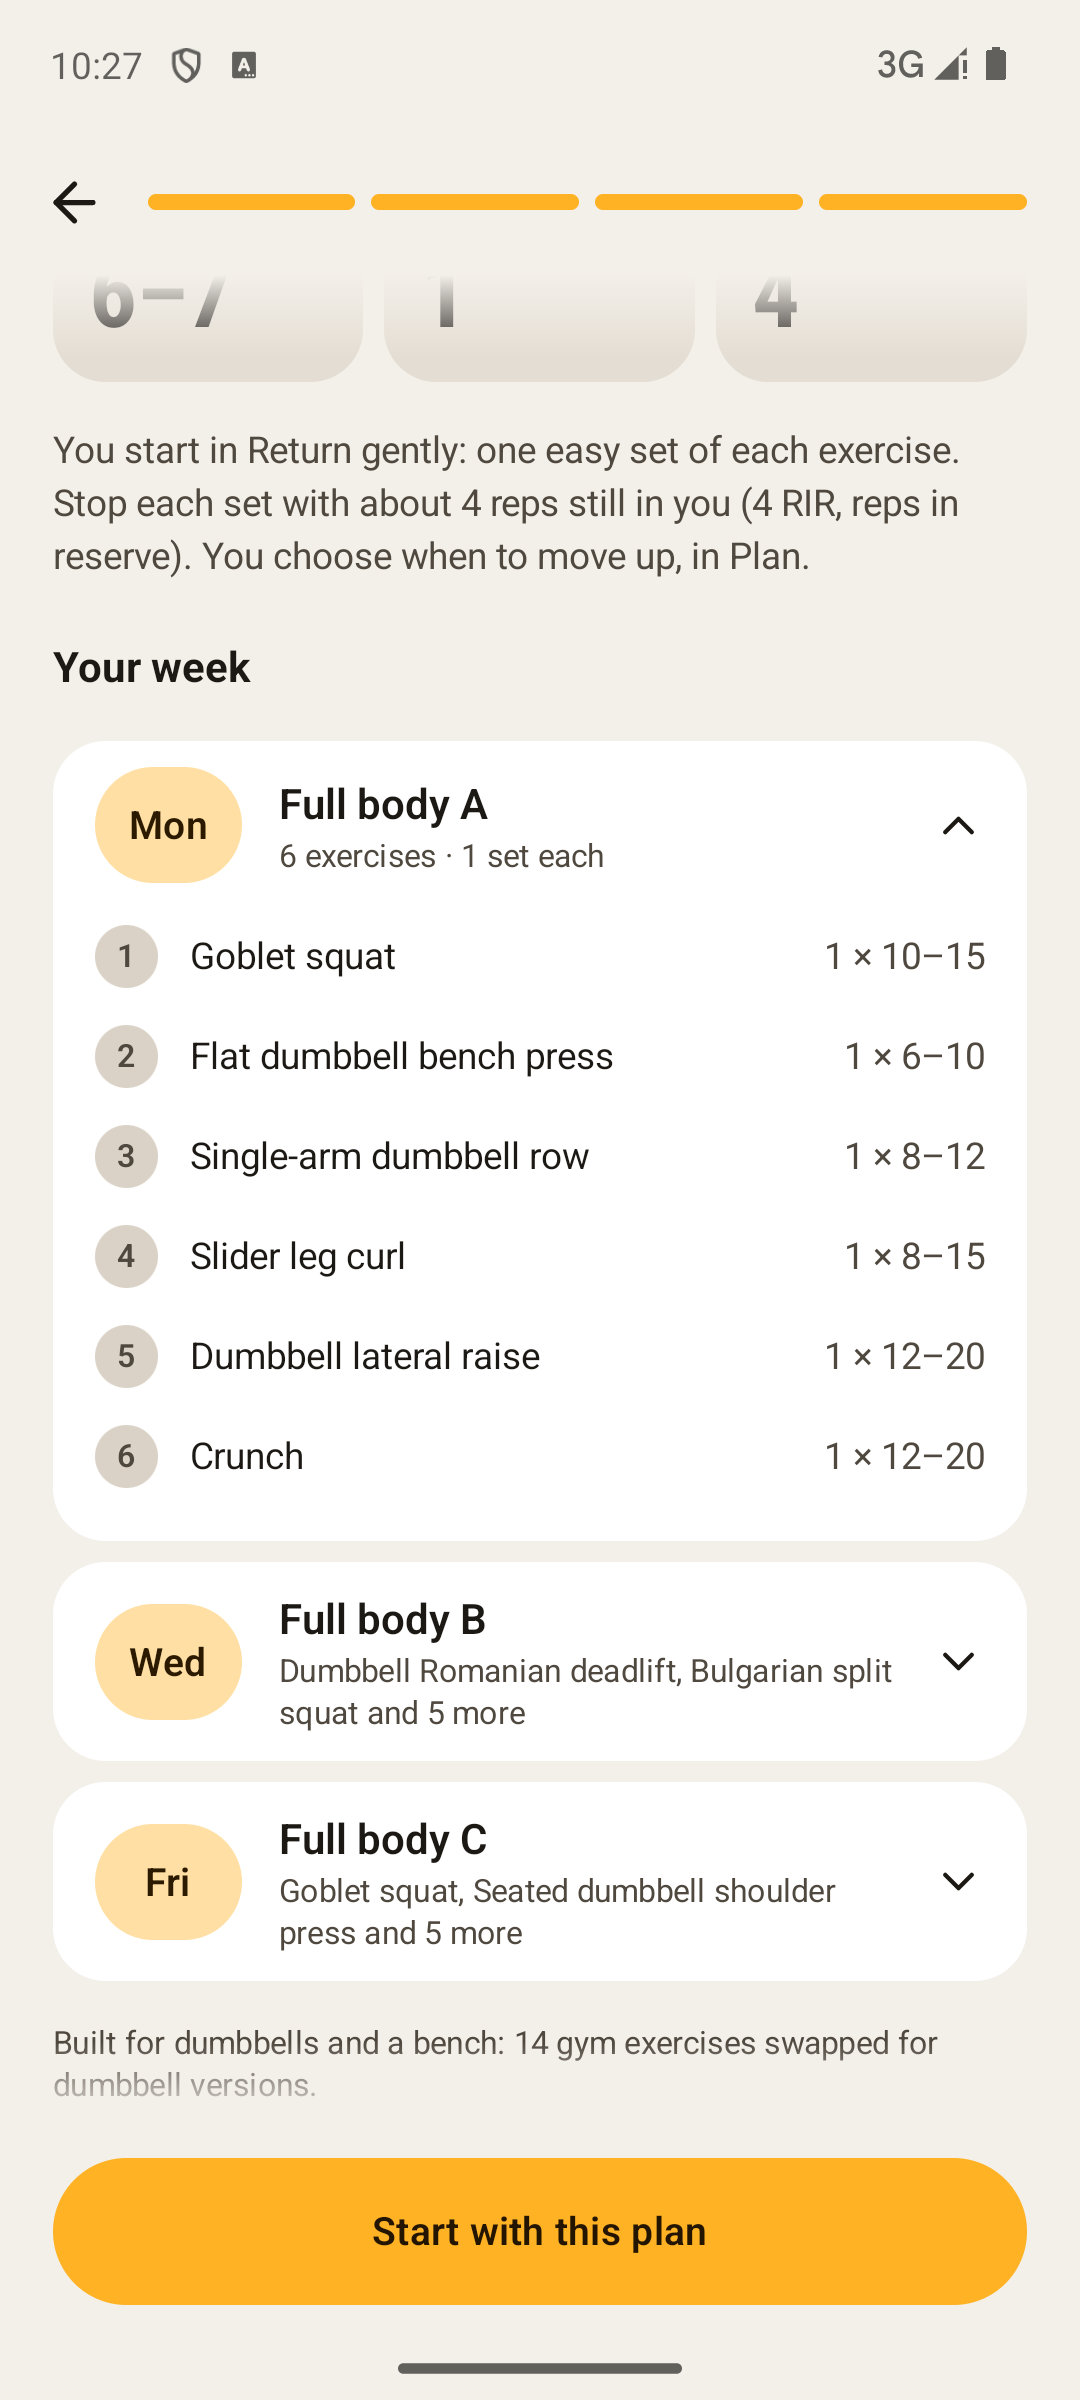 10:27
3G
6–7
1
4
You start in Return gently: one easy set of each exercise.
Stop each set with about 4 reps still in you (4 RIR, reps in
reserve). You choose when to move up, in Plan.
Your week
Mon
Full body A
6 exercises · 1 set each
1 Goblet squat 1 × 10–15
2 Flat dumbbell bench press 1 × 6–10
3 Single-arm dumbbell row 1 × 8–12
4 Slider leg curl 1 × 8–15
5 Dumbbell lateral raise 1 × 12–20
6 Crunch 1 × 12–20
Wed
Full body B
Dumbbell Romanian deadlift, Bulgarian split
squat and 5 more
Fri
Full body C
Goblet squat, Seated dumbbell shoulder
press and 5 more
Built for dumbbells and a bench: 14 gym exercises swapped for
dumbbell versions.
Start with this plan